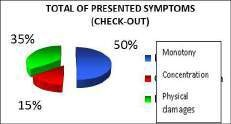 TOTAL OF PRESENTED SYMPTOMS
(CHECK-OUT)
35%
50%
15%
Monotony
Concentration
Physical
damages